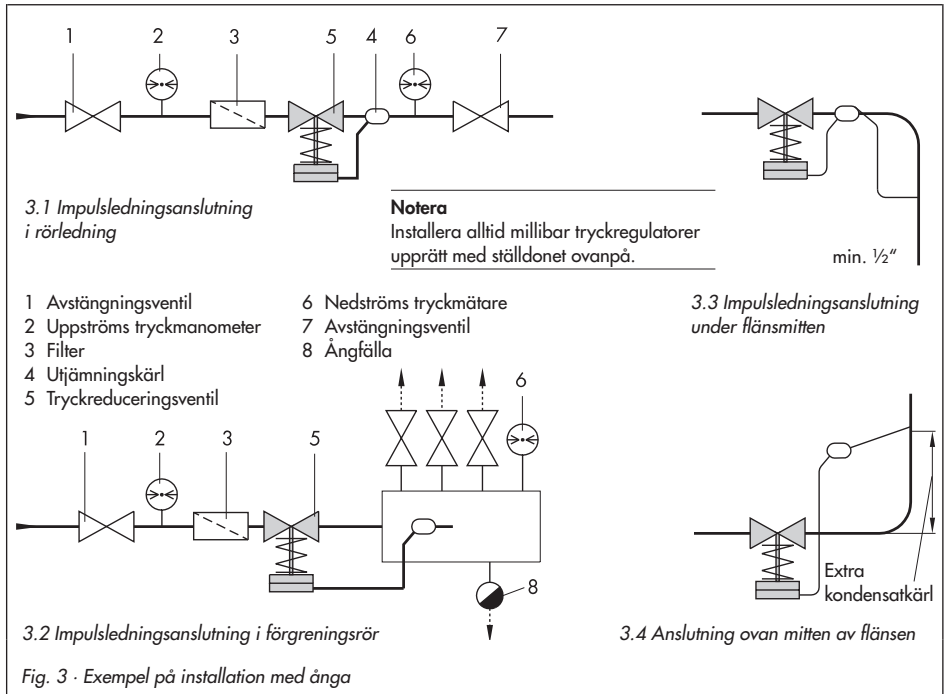 1 2 3 5 4 6 7
3.1 Impulsledningsanslutning
i rörledning
Notera
Installera alltid millibar tryckregulatorer
upprätt med ställdonet ovanpå.
min. ½“
3.3 Impulsledningsanslutning
under flänsmitten
1 Avstängningsventil
2 Uppströms tryckmanometer
3 Filter
4 Utjämningskärl
5 Tryckreduceringsventil
6 Nedströms tryckmätare
7 Avstängningsventil
8 Ångfälla
1 2 3 5 6
8
3.2 Impulsledningsanslutning i förgreningsrör
Extra
kondensatkärl
3.4 Anslutning ovan mitten av flänsen
Fig. 3 · Exempel på installation med ånga